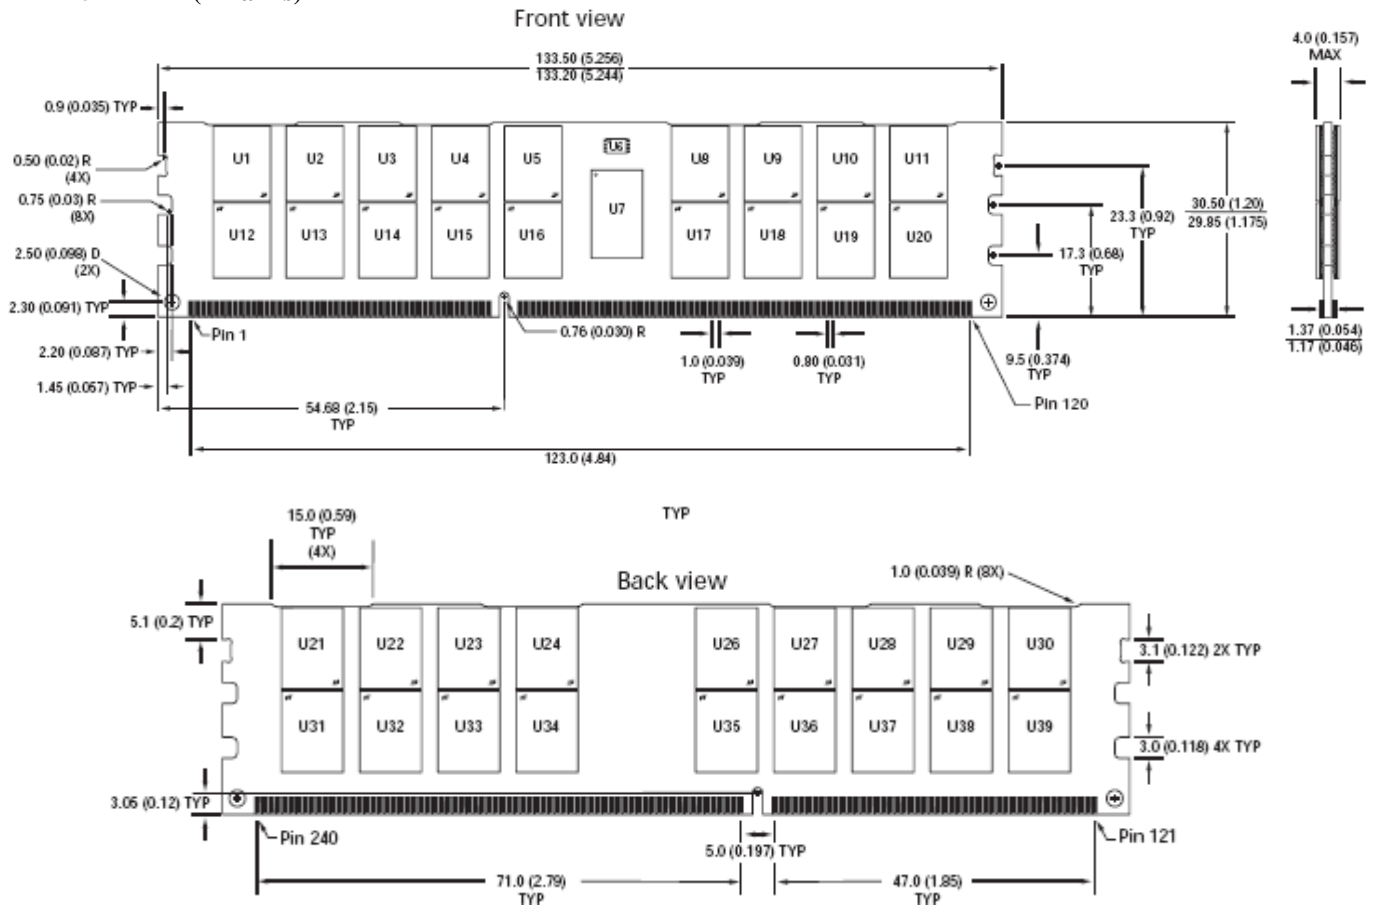 Front view
133.50 (5.256)
133.20 (5.244)
4.0 (0.157)
MAX
0.9 (0.035) TYP
0.50 (0.02) R
(4X)
0.75 (0.03) R
(8X)
2.50 (0.098) D
(2X)
2.30 (0.091) TYP
2.20 (0.087) TYP
1.45 (0.057) TYP
U1 U2 U3 U4 U5 U6 U8 U9 U10 U11
U7
U12 U13 U14 U15 U16 U17 U18 U19 U20
23.3 (0.92)
TYP
30.50 (1.20)
29.85 (1.175)
17.3 (0.68)
TYP
Pin 1
0.76 (0.030) R
1.0 (0.039)
TYP
0.80 (0.031)
TYP
9.5 (0.374)
TYP
1.37 (0.054)
1.17 (0.046)
Pin 120
54.68 (2.15)
TYP
123.0 (4.84)
TYP
15.0 (0.59)
TYP
(4X)
Back view
1.0 (0.039) R (8X)
5.1 (0.2) TYP
U21 U22 U23 U24 U26 U27 U28 U29 U30
3.1 (0.122) 2X TYP
U31 U32 U33 U34 U35 U36 U37 U38 U39
3.0 (0.118) 4X TYP
3.05 (0.12) TYP
Pin 240
Pin 121
5.0 (0.197) TYP
71.0 (2.79)
TYP
47.0 (1.85)
TYP